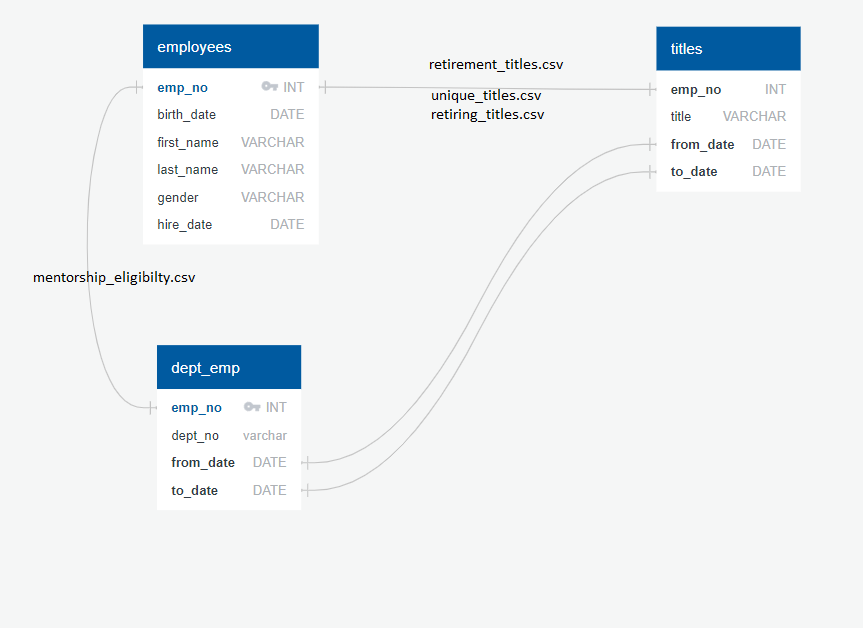 employees
emp_no INT
birth_date DATE
first_name VARCHAR
last_name VARCHAR
gender VARCHAR
hire_date DATE
retirement_titles.csv
unique_titles.csv
retiring_titles.csv
titles
emp_no INT
title VARCHAR
from_date DATE
to_date DATE
mentorship_eligibilty.csv
dept_emp
emp_no INT
dept_no varchar
from_date DATE
to_date DATE